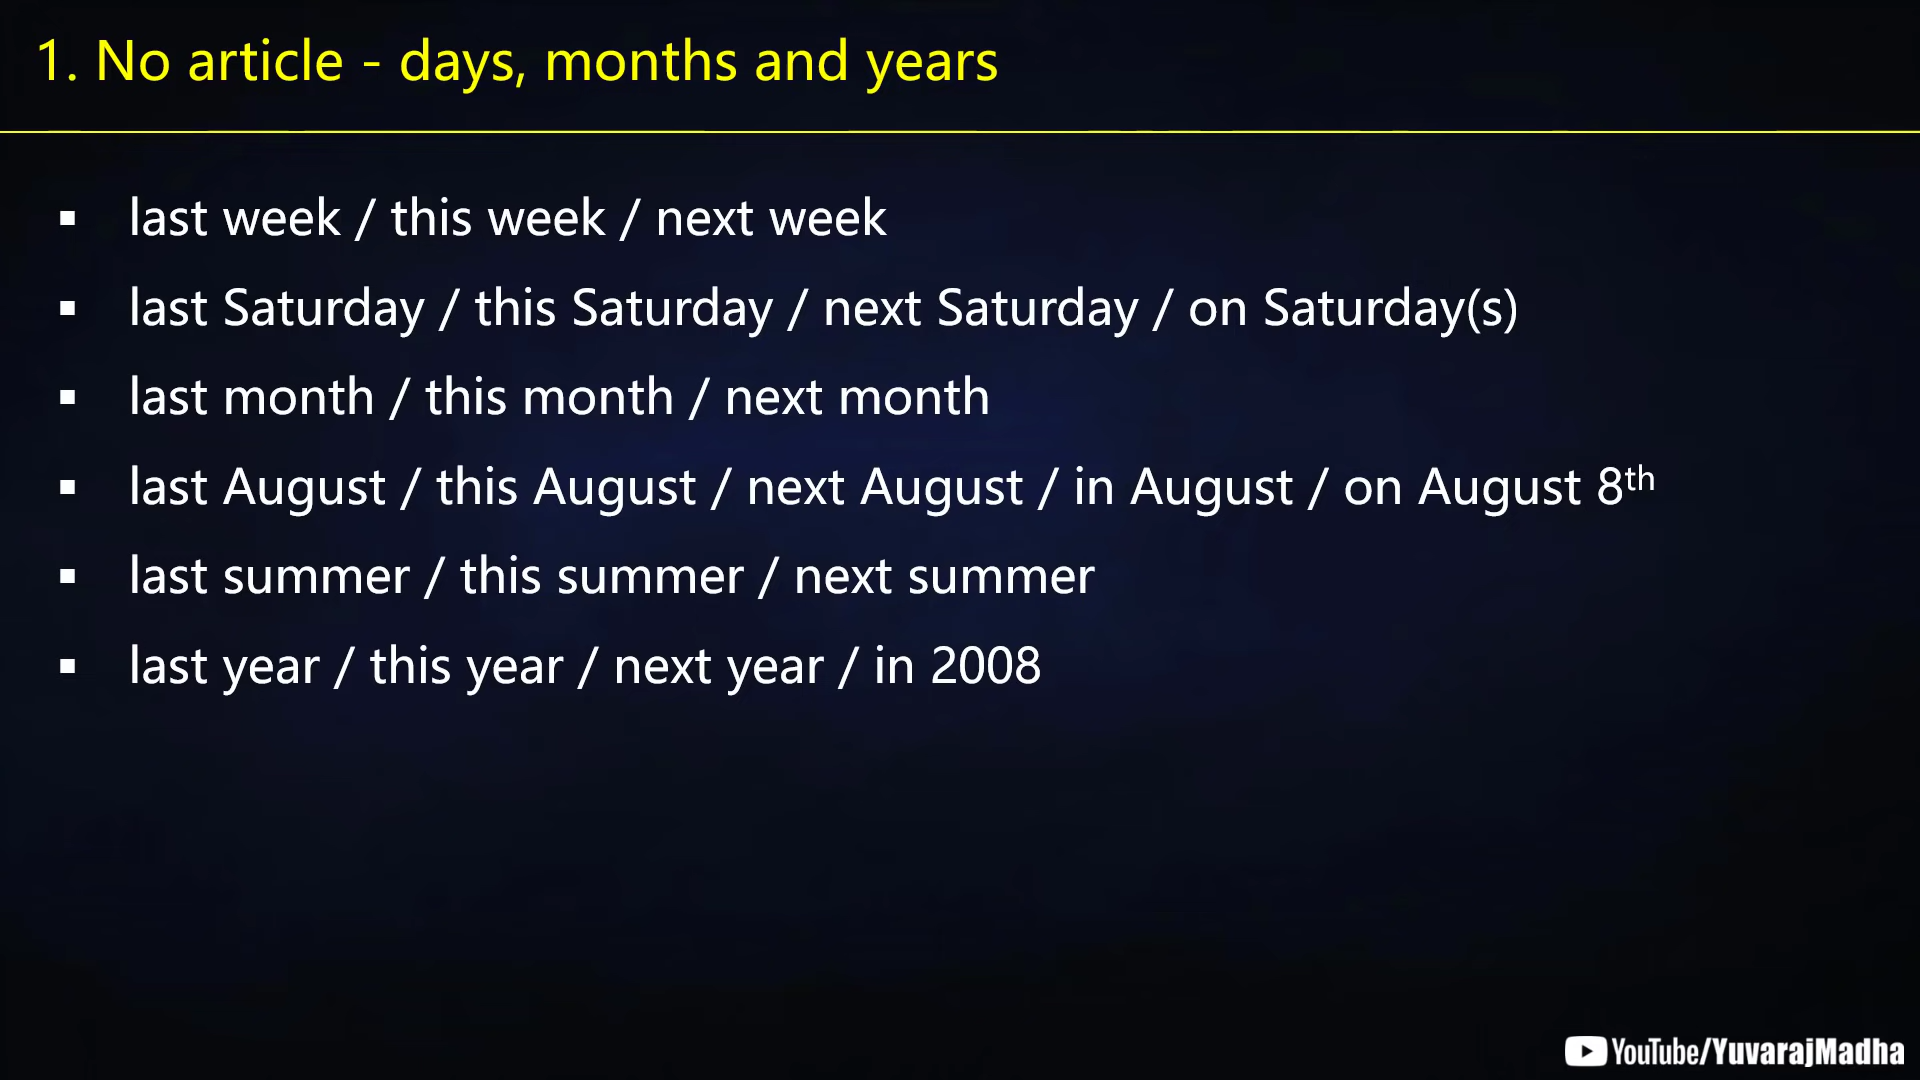 1. No article - days, months and years
▪ last week / this week / next week
▪ last Saturday / this Saturday / next Saturday / on Saturday(s)
▪ last month / this month / next month
▪ last August / this August / next August / in August / on August 8th
▪ last summer / this summer / next summer
▪ last year / this year / next year / in 2008
YouTube/YuvarajMadha